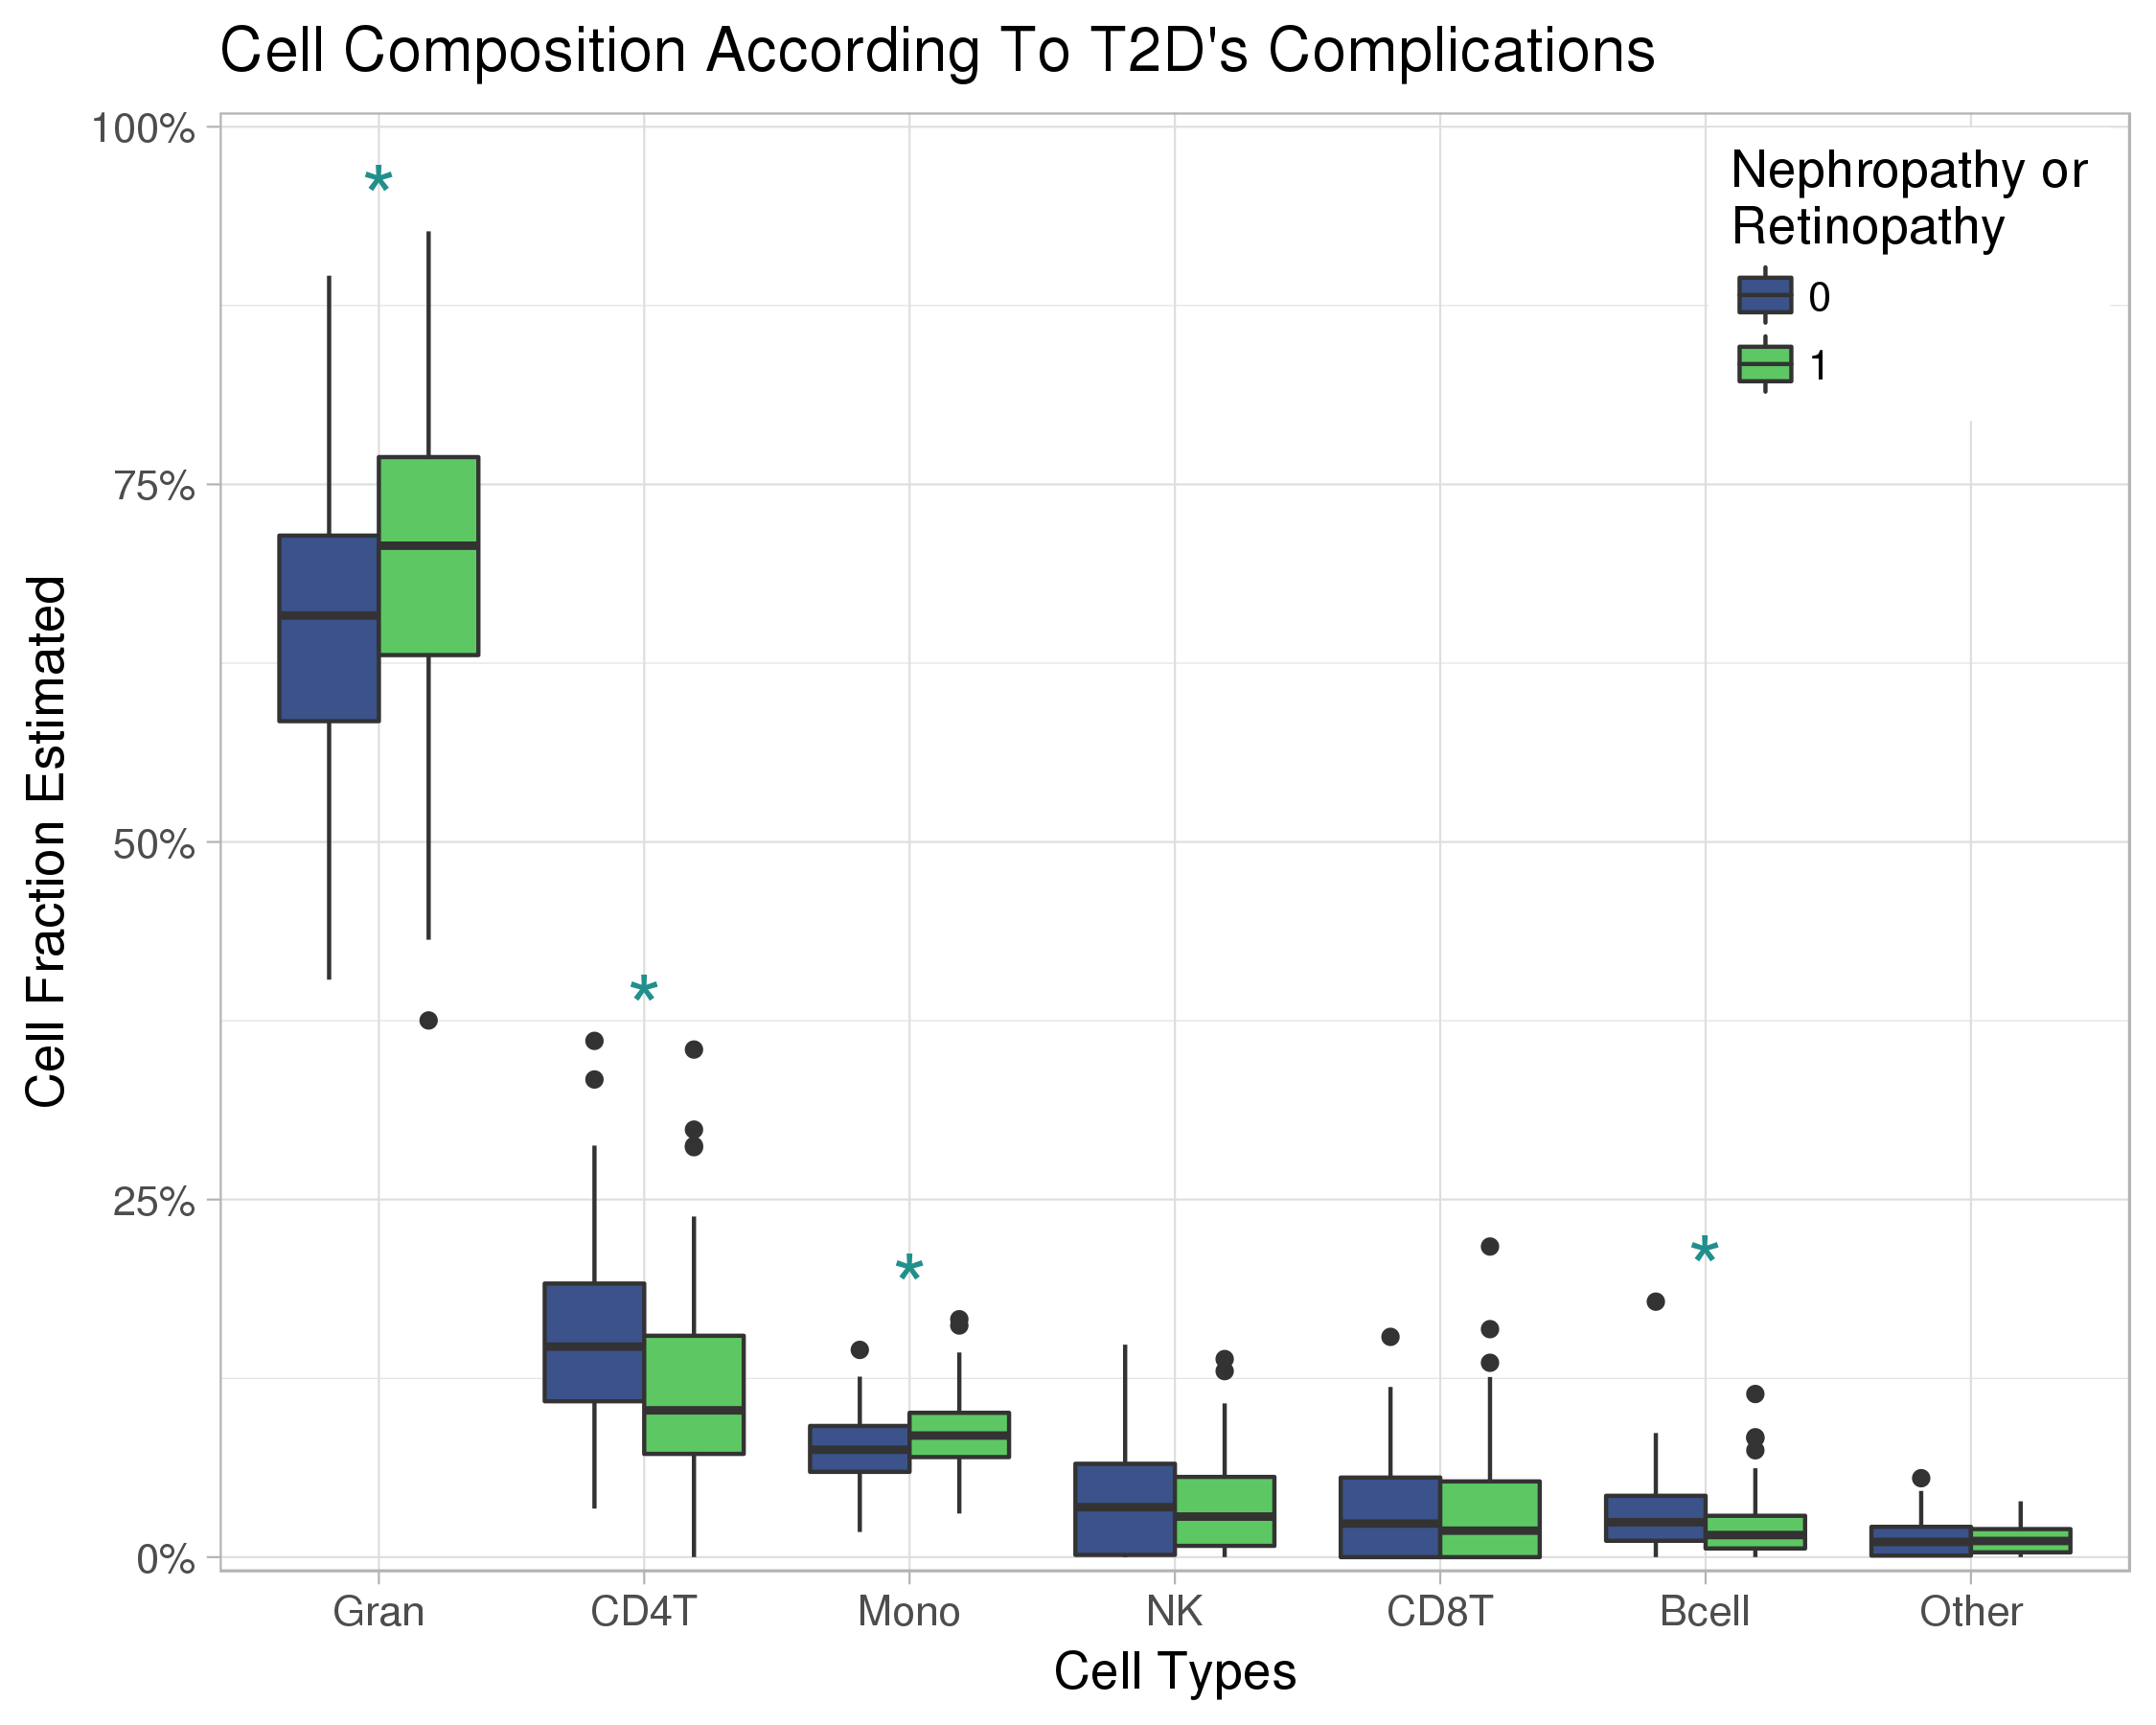 Cell Composition According To T2D's Complications
100%
75%
50%
25%
0%
Cell Fraction Estimated
*
*
*
*
Nephropathy or
Retinopathy
0
1
Gran CD4T Mono NK CD8T Bcell Other
Cell Types